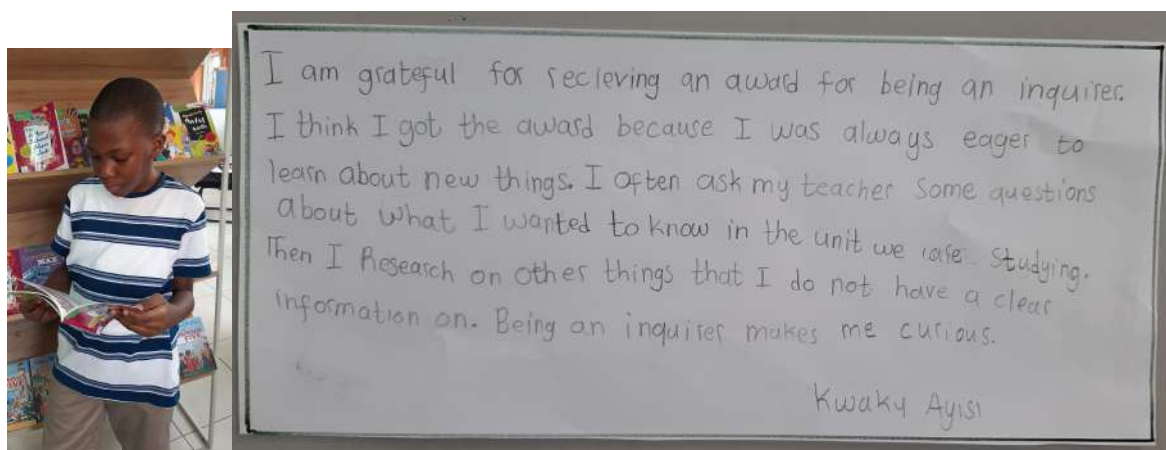 I am grateful for recieving an award for being an inquirer.
I think I got the award because I was always eager to
learn about new things. I often ask my teacher some questions
about what I wanted to know in the unit we are studying.
Then I Research on other things that I do not have a clear
information on. Being an inquirer makes me curious.
Kwaky Ayisi